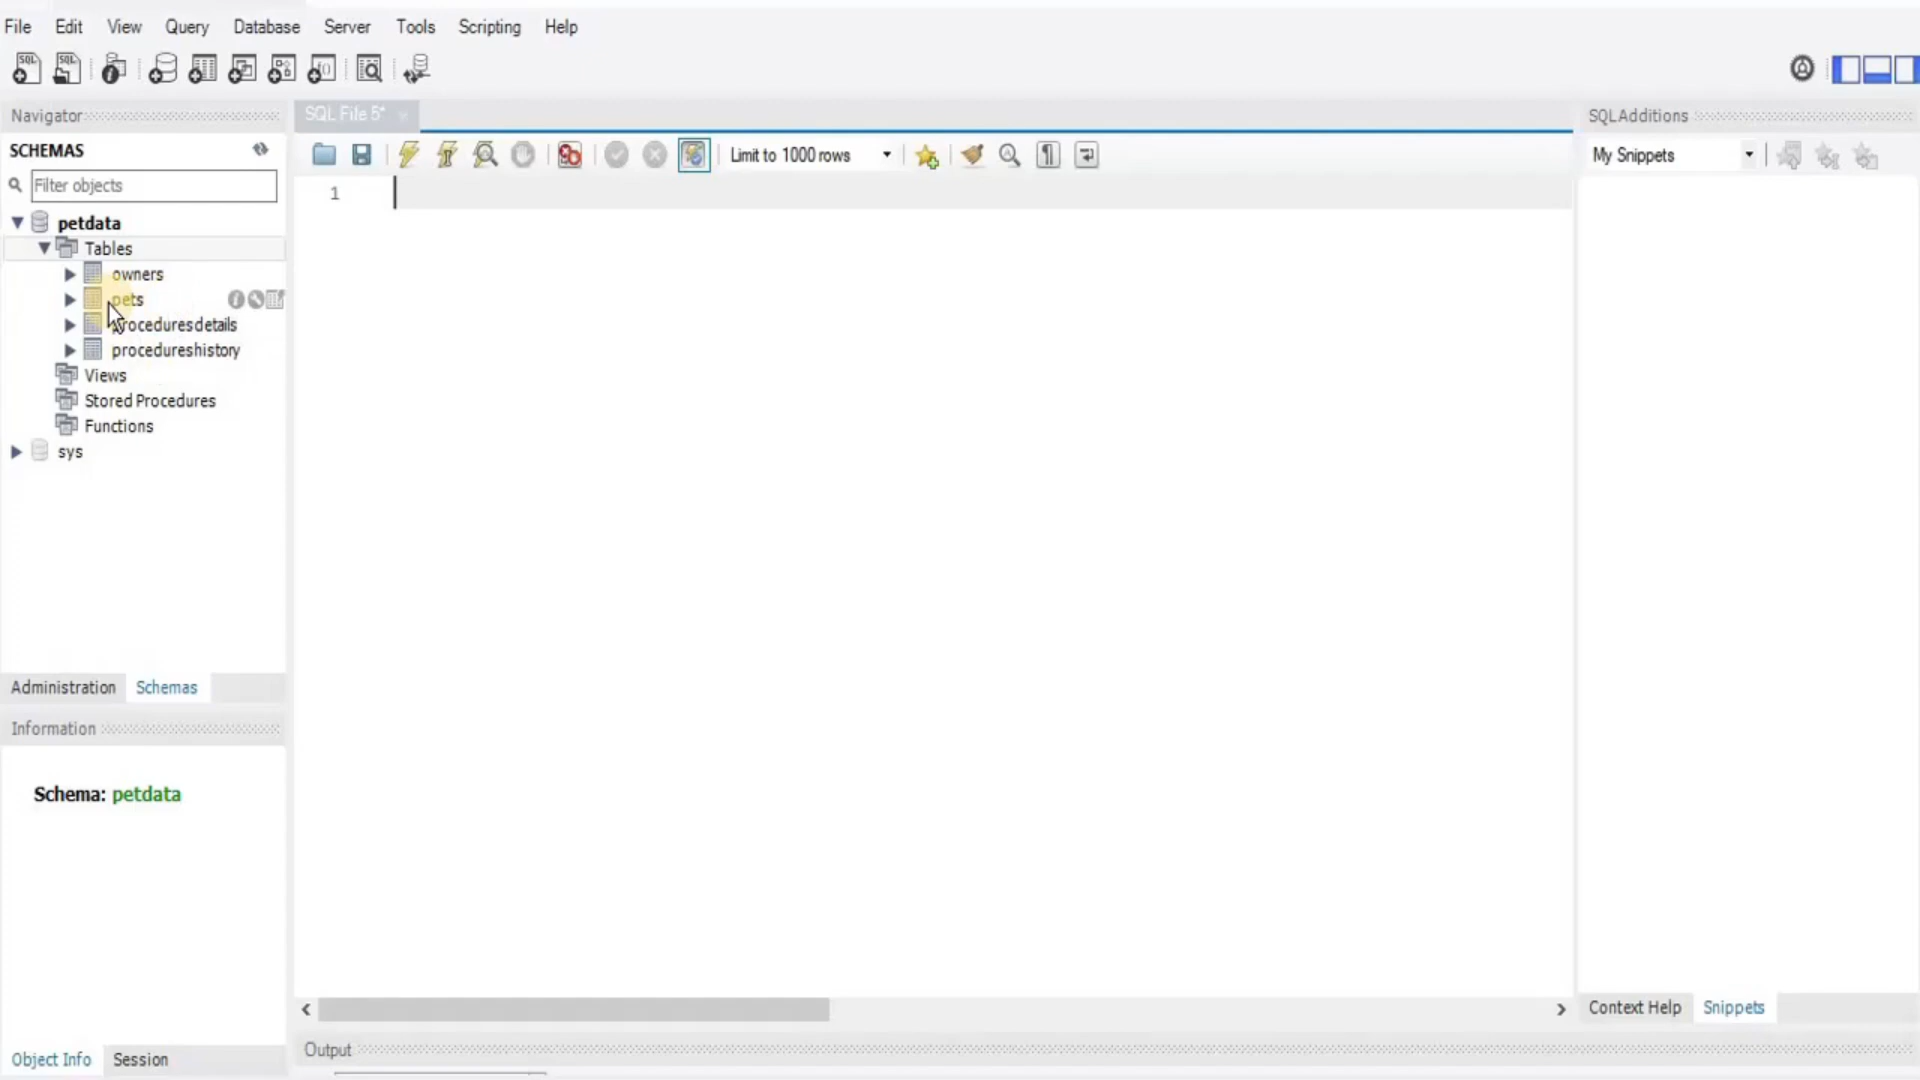 File Edit View Query Database Server Tools Scripting Help
Navigator
SCHEMAS
Filter objects
petdata
Tables
owners
pets
proceduresdetails
procedureshistory
Views
Stored Procedures
Functions
sys
Administration Schemas
Information
Schema: petdata
Object Info Session
SQL File 5*
Limit to 1000 rows
1
Output
SQLAdditions
My Snippets
Context Help Snippets